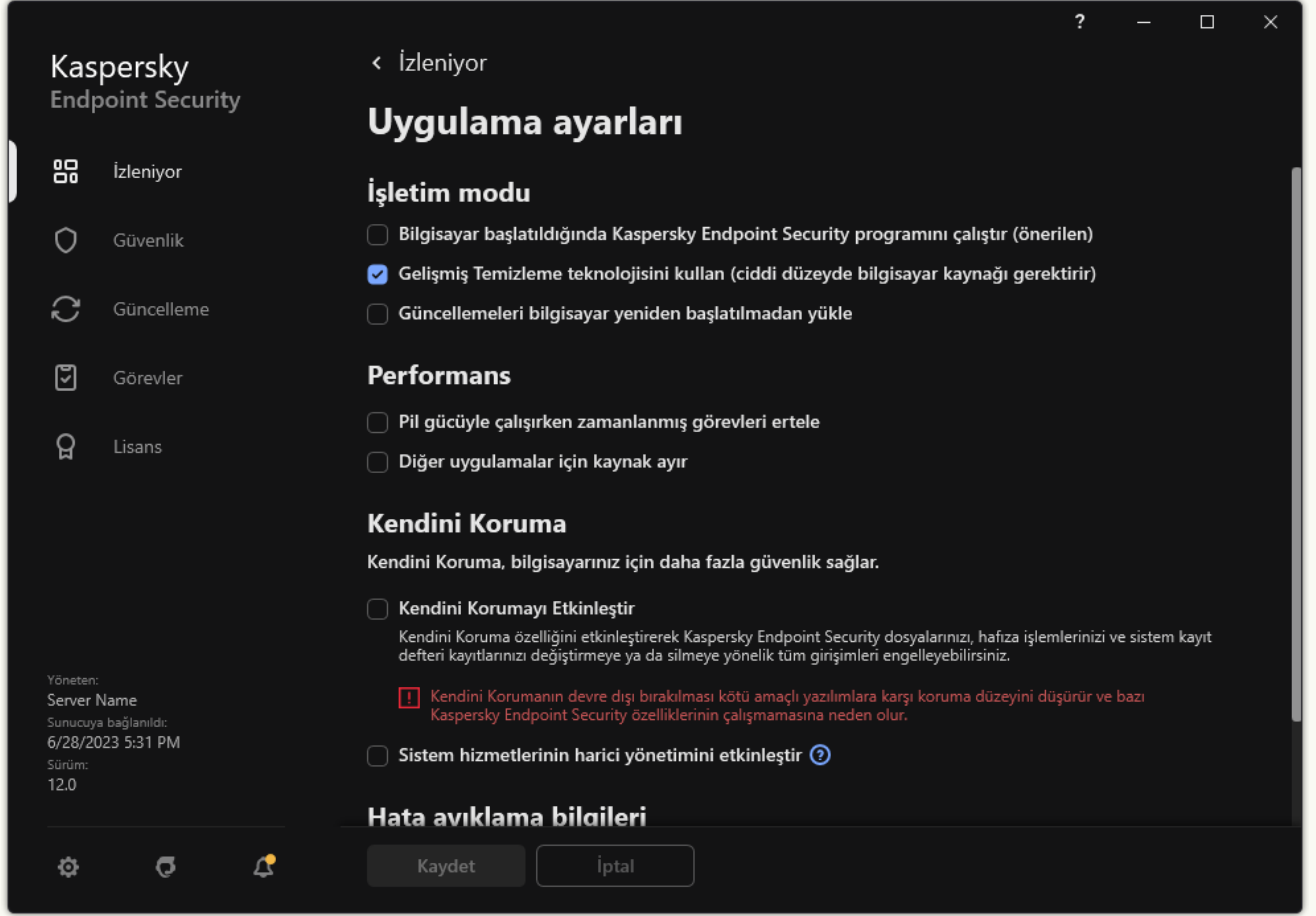 ?
Kaspersky
Endpoint Security
İzleniyor
Güvenlik
Güncelleme
Görevler
Lisans
Yöneten:
Server Name
Sunucuya bağlanıldı:
6/28/2023 5:31 PM
Sürüm:
12.0
İzleniyor
Uygulama ayarları
İşletim modu
Bilgisayar başlatıldığında Kaspersky Endpoint Security programını çalıştır (önerilen)
Gelişmiş Temizleme teknolojisini kullan (ciddi düzeyde bilgisayar kaynağı gerektirir)
Güncellemeleri bilgisayar yeniden başlatılmadan yükle
Performans
Pil gücüyle çalışırken zamanlanmış görevleri ertele
Diğer uygulamalar için kaynak ayır
Kendini Koruma
Kendini Koruma, bilgisayarınız için daha fazla güvenlik sağlar.
Kendini Korumayı Etkinleştir
Kendini Koruma özelliğini etkinleştirerek Kaspersky Endpoint Security dosyalarınızı, hafıza işlemlerinizi ve sistem kayıt
defteri kayıtlarınızı değiştirmeye ya da silmeye yönelik tüm girişimleri engelleyebilirsiniz.
Kendini Korumanın devre dışı bırakılması kötü amaçlı yazılımlara karşı koruma düzeyini düşürür ve bazı
Kaspersky Endpoint Security özelliklerinin çalışmamasına neden olur.
Sistem hizmetlerinin harici yönetimini etkinleştir ?
Hata ayıklama bilgileri
Kaydet
İptal